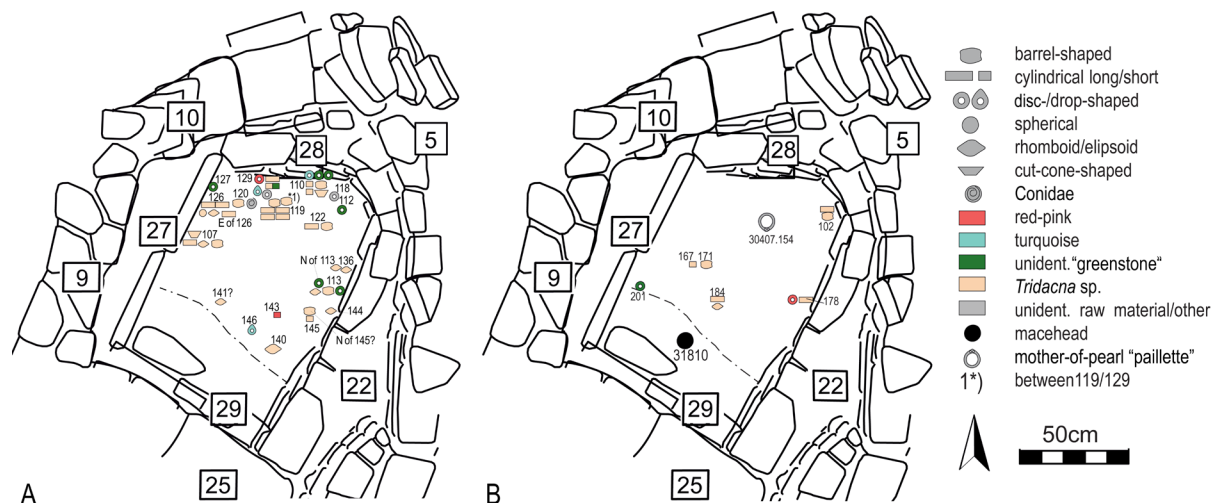 10
5
28
127
129
110
118
126
120
*1)
112
119
E of 126
122
107
27
N of 113
136
9
113
141?
143
144
146
145
140
N of 145?
22
29
25
A
10
5
28
102
27
30407.154
167 171
9
201
184
178
31810
22
29
25
B
barrel-shaped
cylindrical long/short
disc-/drop-shaped
spherical
rhomboid/elipsoid
cut-cone-shaped
Conidae
red-pink
turquoise
unident."greenstone"
Tridacna sp.
unident. raw material/other
macehead
mother-of-pearl "paillette"
1*) between119/129
50cm